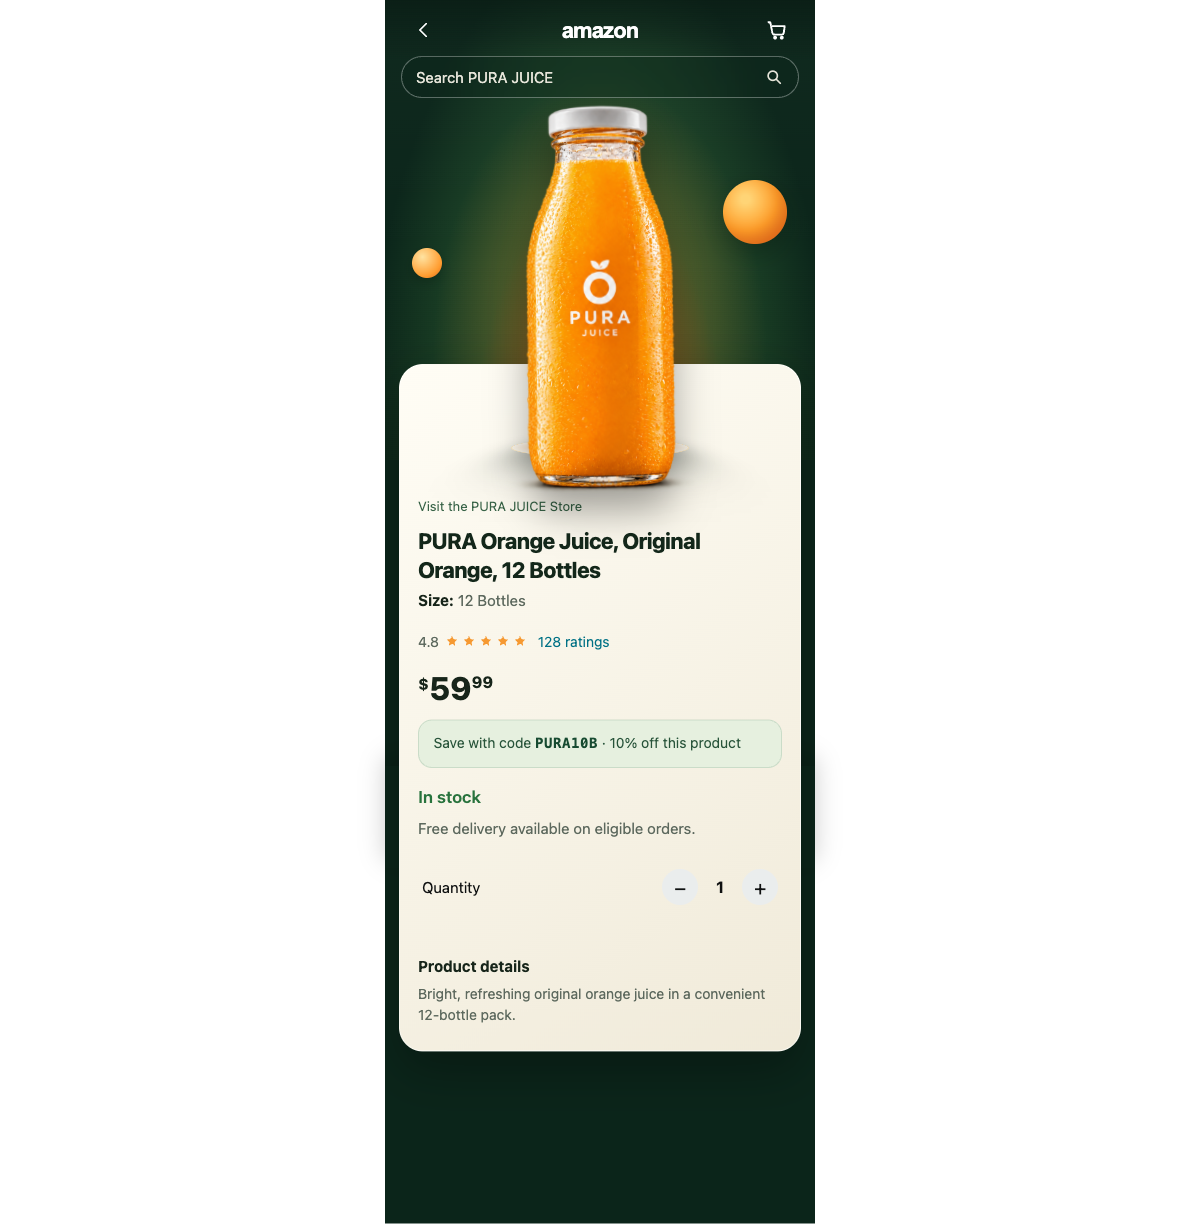 amazon
Search PURA JUICE
PURA
JUICE
Visit the PURA JUICE Store
PURA Orange Juice, Original
Orange, 12 Bottles
Size: 12 Bottles
4.8 ★ ★ ★ ★ ★ 128 ratings
$59.99
Save with code PURA10B · 10% off this product
In stock
Free delivery available on eligible orders.
Quantity − 1 +
Product details
Bright, refreshing original orange juice in a convenient
12-bottle pack.